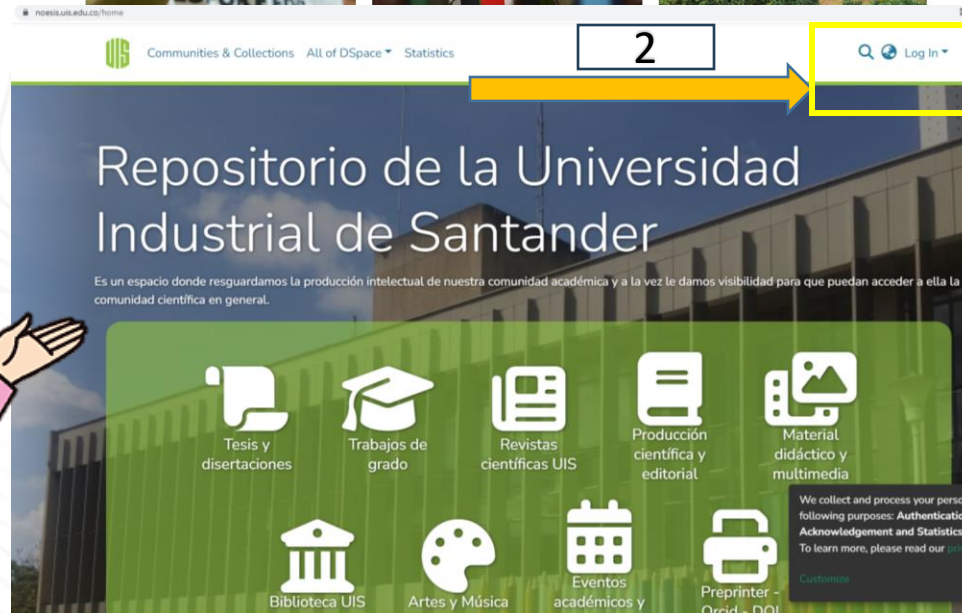 noesis.uis.edu.co/home
UIS
Communities & Collections All of DSpace Statistics
2
Log In
Repositorio de la Universidad
Industrial de Santander
Es un espacio donde resguardamos la producción intelectual de nuestra comunidad académica y a la vez le damos visibilidad para que puedan acceder a ella la
comunidad científica en general.
Tesis y
disertaciones
Trabajos de
grado
Revistas
científicas UIS
Producción
científica y
editorial
Material
didáctico y
multimedia
Biblioteca UIS
Artes y Música
Eventos
académicos y
Preprinter -
Orcid - DOI
We collect and process your
following purposes:
Acknowledgement and Statistics
To learn more, please read our
Customize